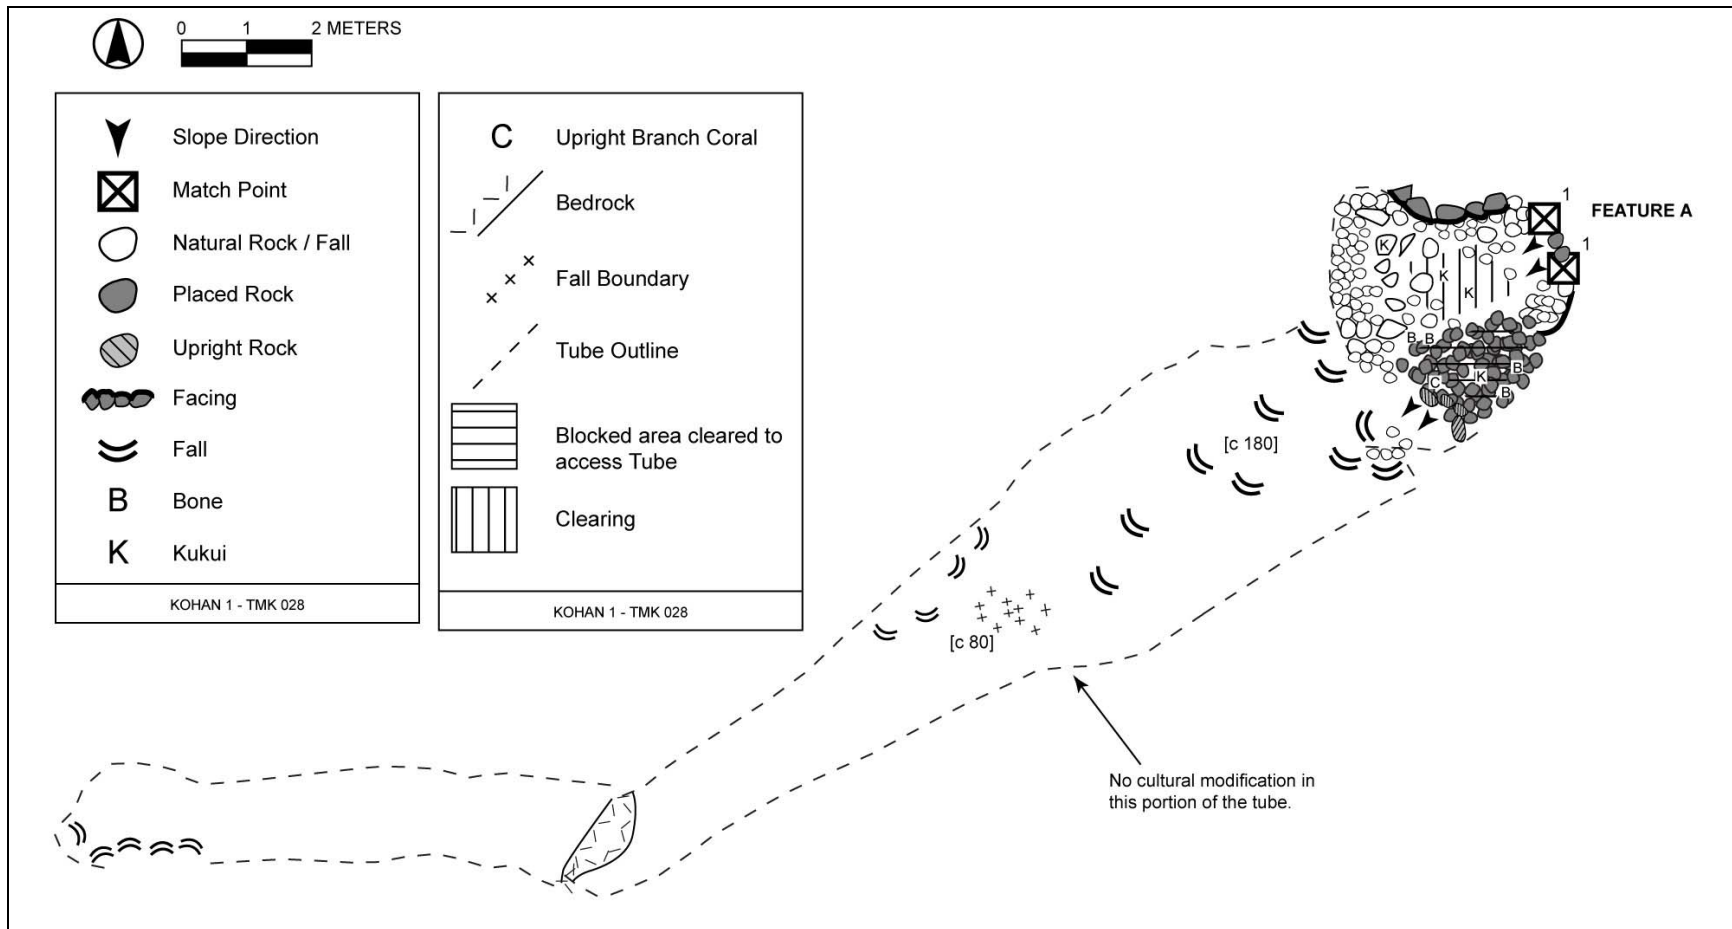 0 1 2 METERS
Slope Direction
Match Point
Natural Rock / Fall
Placed Rock
Upright Rock
Facing
Fall
B Bone
K Kukui
KOHAN 1 - TMK 028
C Upright Branch Coral
Bedrock
Fall Boundary
Tube Outline
Blocked area cleared to
access Tube
Clearing
KOHAN 1 - TMK 028
1
FEATURE A
1
K
K
K
B B
B
K
C
B
[c 180]
[c 80]
No cultural modification in
this portion of the tube.